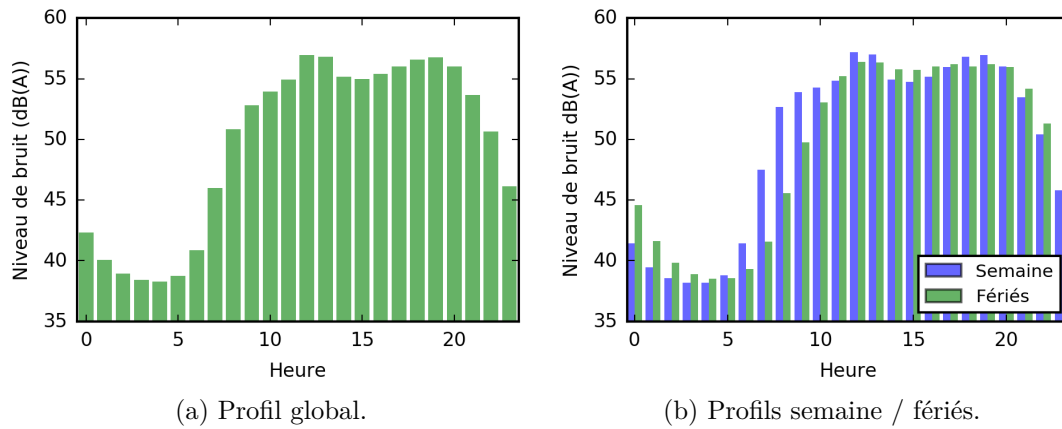 60
55
50
45
40
35
Niveau de bruit (dB(A))
0 5 10 15 20
Heure
(a) Profil global.
60
55
50
45
40
35
Niveau de bruit dB(A))
Semaine
Fériés
0 5 10 15 20
Heure
(b) Profils semaine / fériés.